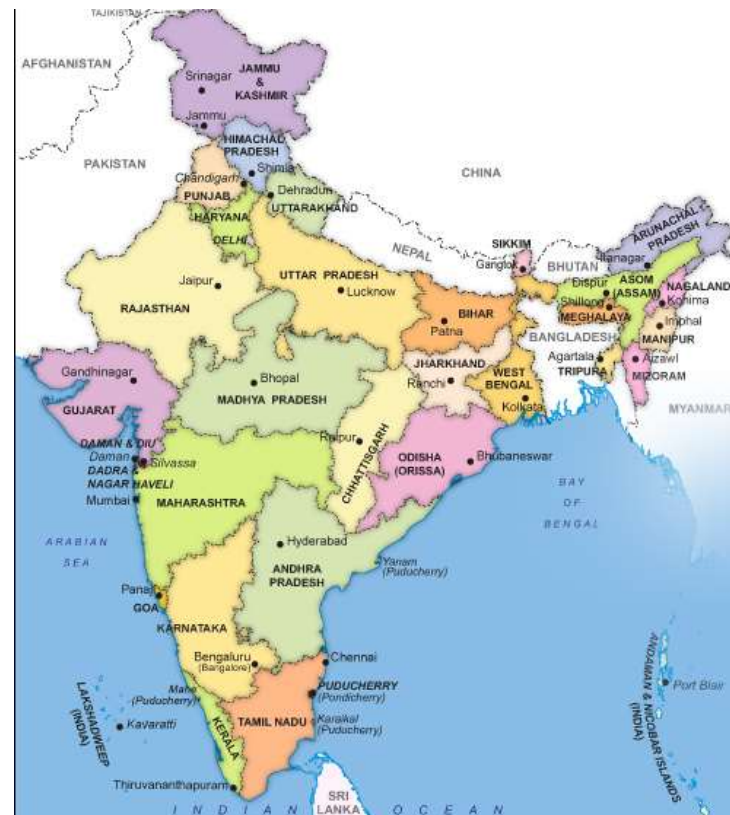 TAJIKISTAN
AFGHANISTAN
Srinagar
JAMMU
&
KASHMIR
Jammu
HIMACHAL
PRADESH
PAKISTAN
Chandigarh
Shimla
CHINA
PUNJAB
Dehradun
UTTARAKHAND
HARYANA
DELHI
NEPAL
SIKKIM
Gangtok
BHUTAN
ARUNACHAL
PRADESH
Itanagar
Jaipur
UTTAR PRADESH
Lucknow
RAJASTHAN
BIHAR
Patna
Dispur
ASOM
(ASSAM)
NAGALAND
Kohima
Shillong
MEGHALAYA
Imphal
MANIPUR
BANGLADESH
Agartala
TRIPURA
Aizawl
MIZORAM
Gandhinagar
GUJARAT
Bhopal
MADHYA PRADESH
JHARKHAND
Ranchi
WEST
BENGAL
Kolkata
MYANMAR
DAMAN & DIU
Daman
Silvassa
DADRA &
NAGAR HAVELI
Mumbai
MAHARASHTRA
Raipur
CHHATTISGARH
ODISHA
(ORISSA)
Bhubaneswar
BAY
OF
BENGAL
ARABIAN
SEA
Hyderabad
ANDHRA
PRADESH
Yanam
(Puducherry)
Panaji
GOA
KARNATAKA
Bengaluru
(Bangalore)
Chennai
Mahe
(Puducherry)
PUDUCHERRY
(Pondicherry)
LAKSHADWEEP
(INDIA)
Kavaratti
KERALA
TAMIL NADU
Karaikal
(Puducherry)
ANDAMAN & NICOBAR ISLANDS
(INDIA)
Port Blair
Thiruvananthapuram
SRI
LANKA
INDIAN OCEAN